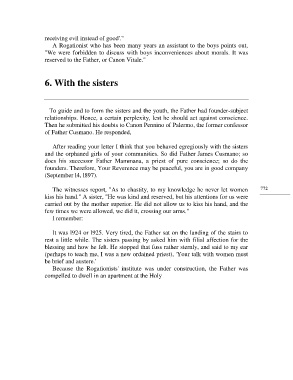 receiving evil instead of good'."
A Rogationist who has been many years an assistant to the boys points out,
"We were forbidden to discuss with boys inconveniences about morals. It was
reserved to the Father, or Canon Vitale."
6. With the sisters
To guide and to form the sisters and the youth, the Father had founder-subject
relationships. Hence, a certain perplexity, lest he should act against conscience.
Then he submitted his doubts to Canon Pennino of Palermo, the former confessor
of Father Cusmano. He responded,
After reading your letter I think that you behaved egregiously with the sisters
and the orphaned girls of your communities. So did Father James Cusmano; so
does his successor Father Mammana, a priest of pure conscience; so do the
founders. Therefore, Your Reverence may be peaceful, you are in good company
(September 14, 1897).
The witnesses report, "As to chastity, to my knowledge he never let women
kiss his hand." A sister, "He was kind and reserved, but his attentions for us were
carried out by the mother superior. He did not allow us to kiss his hand, and the
few times we were allowed, we did it, crossing our arms."
I remember:
772
It was 1924 or 1925. Very tired, the Father sat on the landing of the stairs to
rest a little while. The sisters passing by asked him with filial affection for the
blessing and how he left. He stopped that fuss rather sternly, and said to my ear
(perhaps to teach me, I was a new ordained priest), 'Your talk with women must
be brief and austere.'
Because the Rogationists' institute was under construction, the Father was
compelled to dwell in an apartment at the Holy